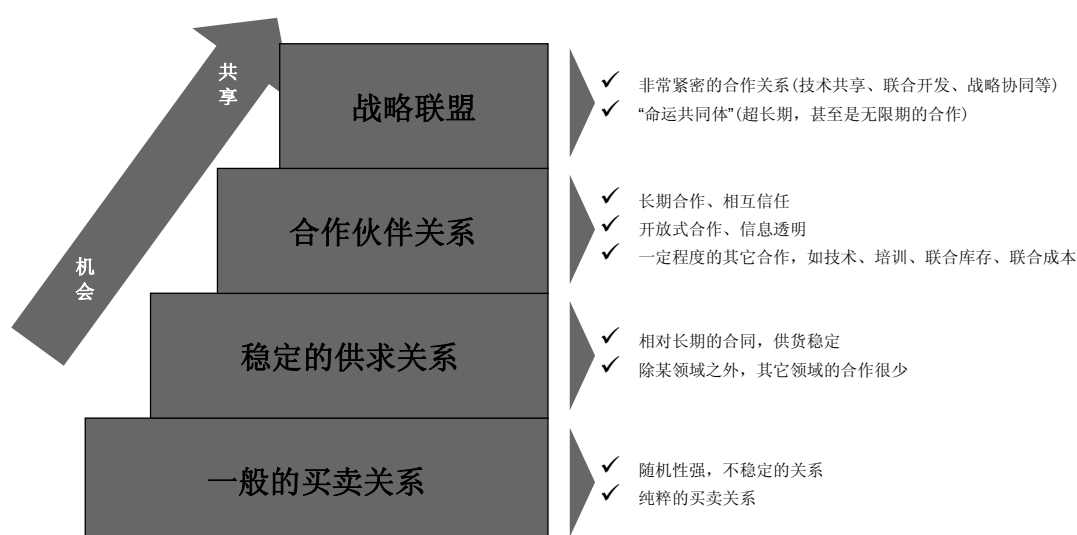 共享
战略联盟
非常紧密的合作关系(技术共享、联合开发、战略协同等)
“命运共同体”(超长期，甚至是无限期的合作)
合作伙伴关系
长期合作、相互信任
开放式合作、信息透明
一定程度的其它合作，如技术、培训、联合库存、联合成本
机会
稳定的供求关系
相对长期的合同，供货稳定
除某领域之外，其它领域的合作很少
一般的买卖关系
随机性强，不稳定的关系
纯粹的买卖关系